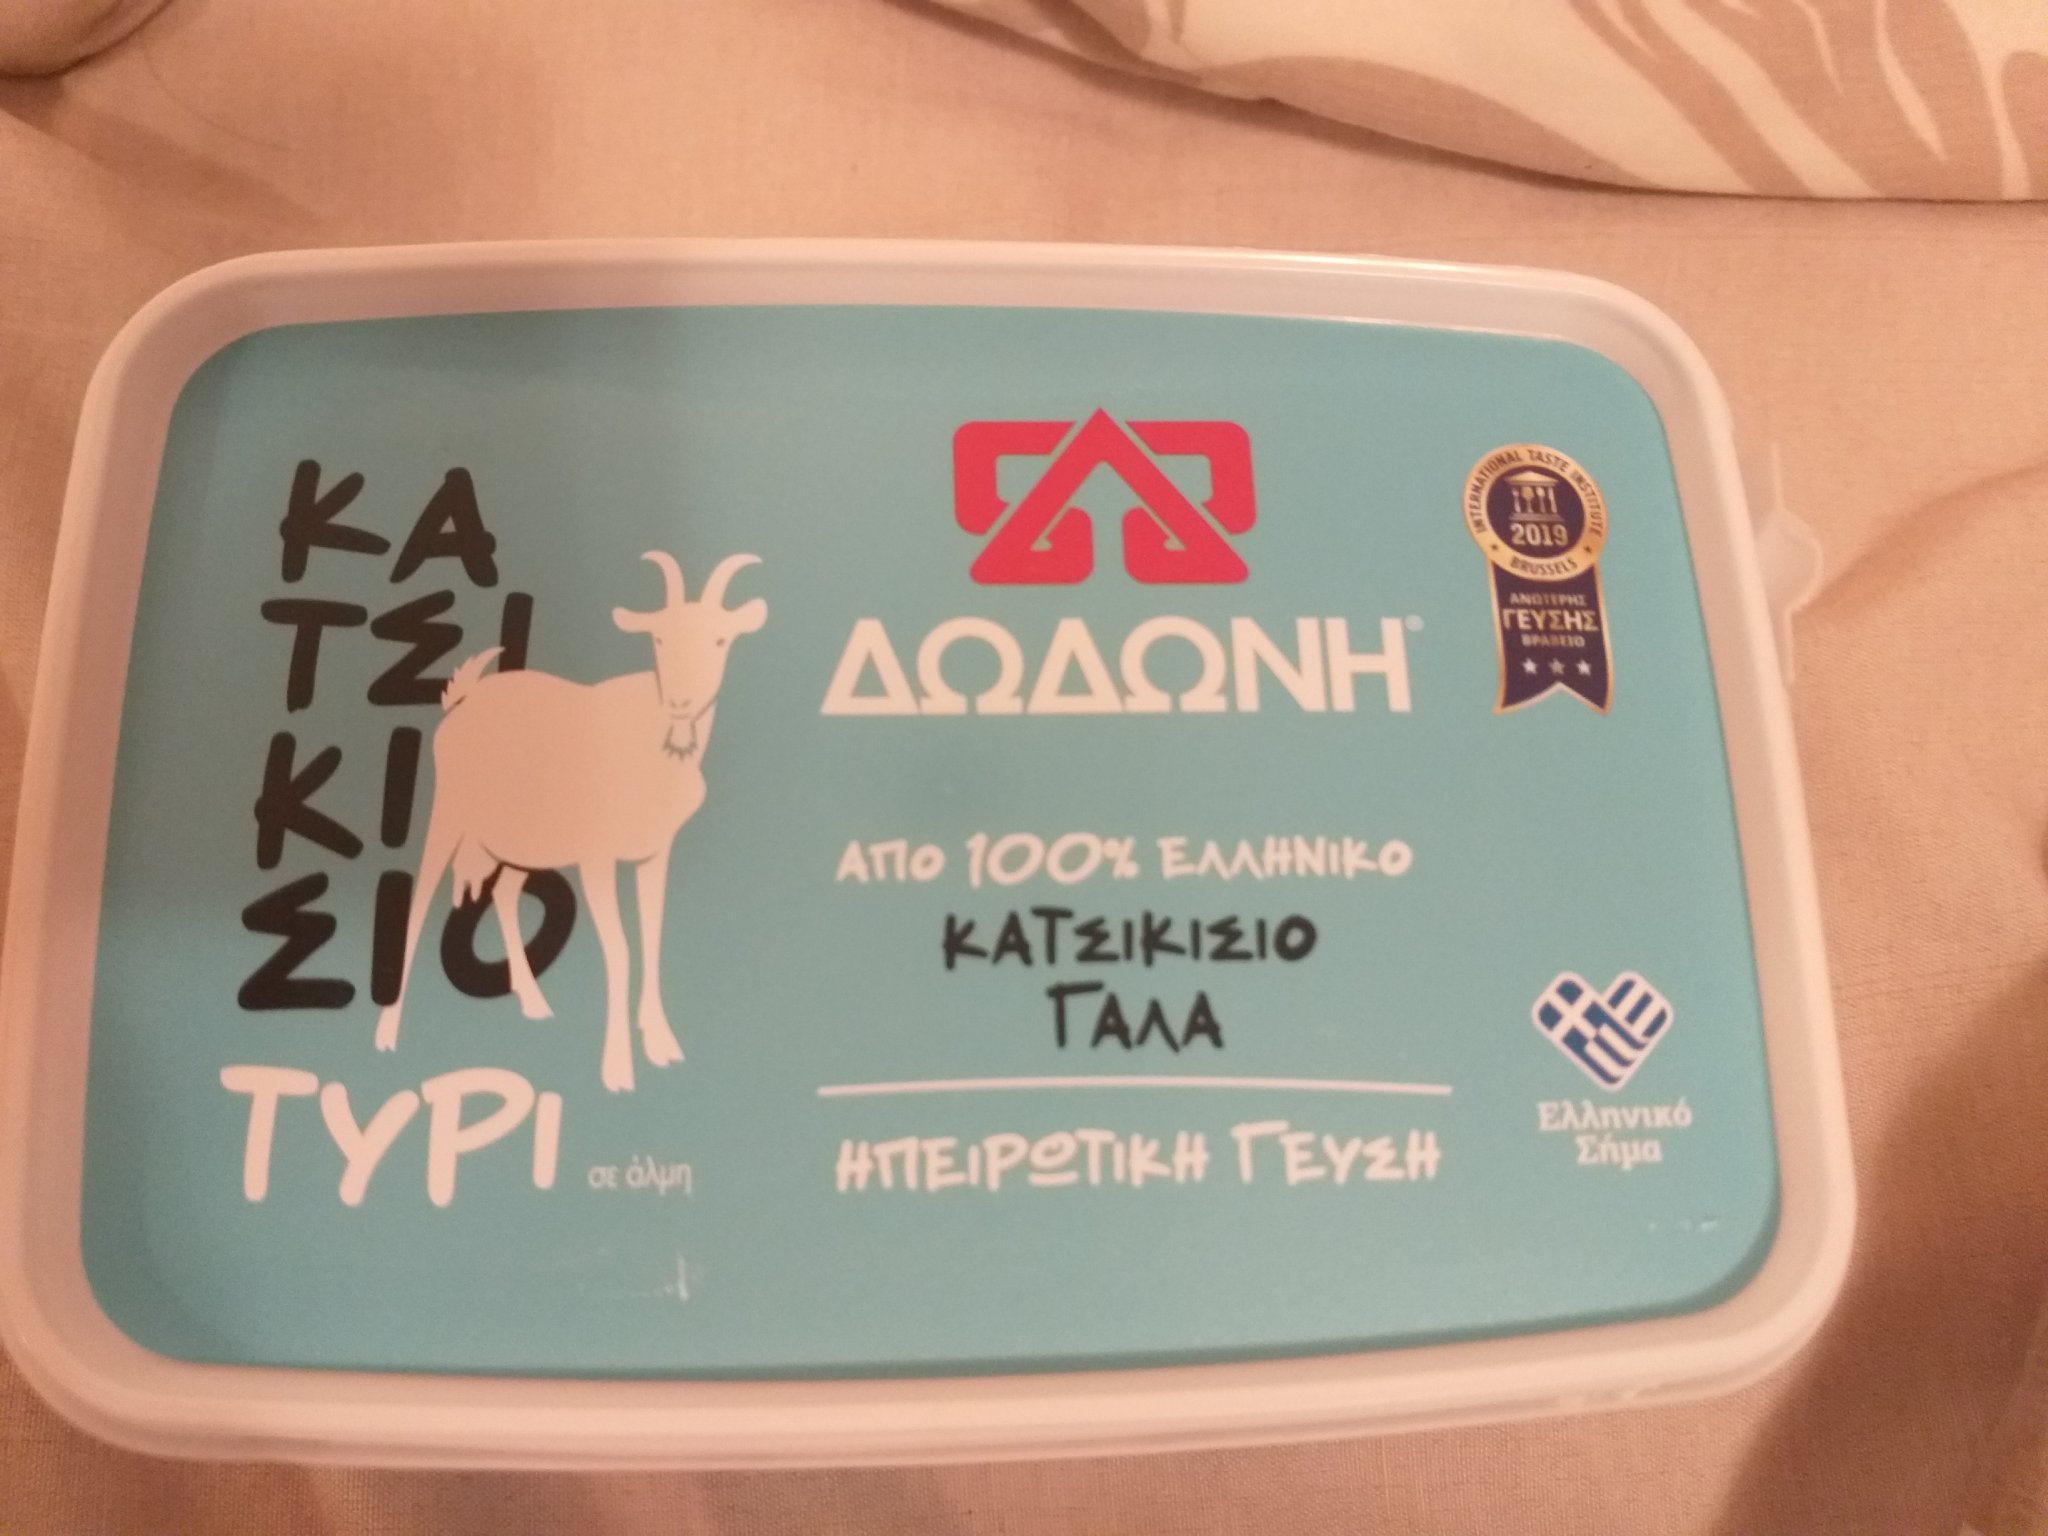 ΚΑ
ΤΣΙ
ΚΙ
ΣΙΟ
ΤΥΡΙ
σε άλμη
ΔΩΔΩΝΗ®
ΑΠΟ 100% ΕΛΛΗΝΙΚΟ
ΚΑΤΣΙΚΙΣΙΟ
ΓΑΛΑ
ΗΠΕΙΡΩΤΙΚΗ ΓΕΥΣΗ
INTERNATIONAL TASTE INSTITUTE
2019
BRUSSELS
ΑΝΩΤΕΡΗΣ
ΓΕΥΣΗΣ
ΒΡΑΒΕΙΟ
Ελληνικό
Σήμα